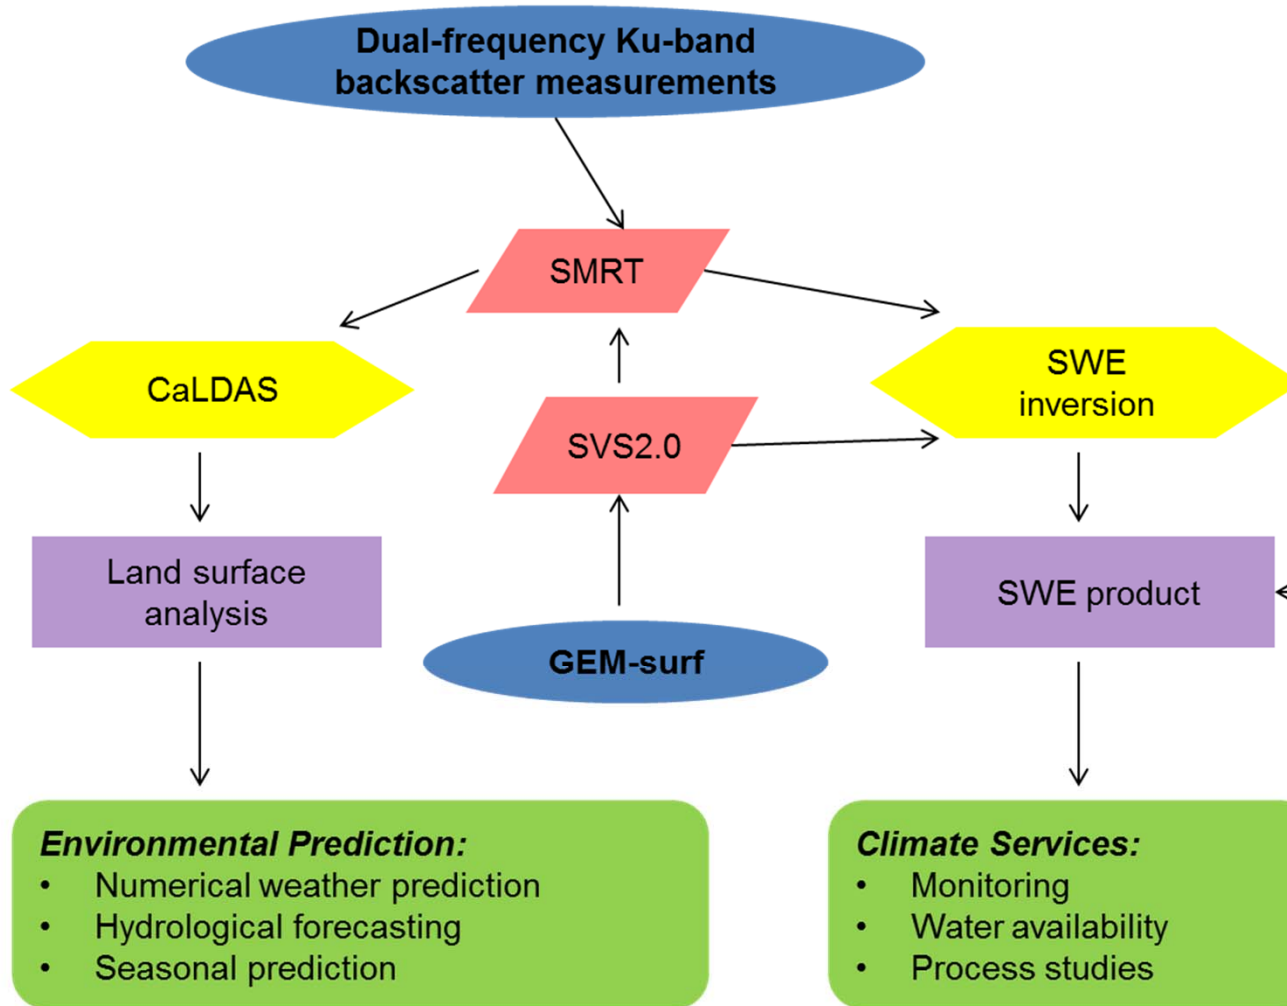 Dual-frequency Ku-band
backscatter measurements
SMRT
CaLDAS
SWE
inversion
SVS2.0
Land surface
analysis
SWE product
GEM-surf
Environmental Prediction:
• Numerical weather prediction
• Hydrological forecasting
• Seasonal prediction
Climate Services:
• Monitoring
• Water availability
• Process studies